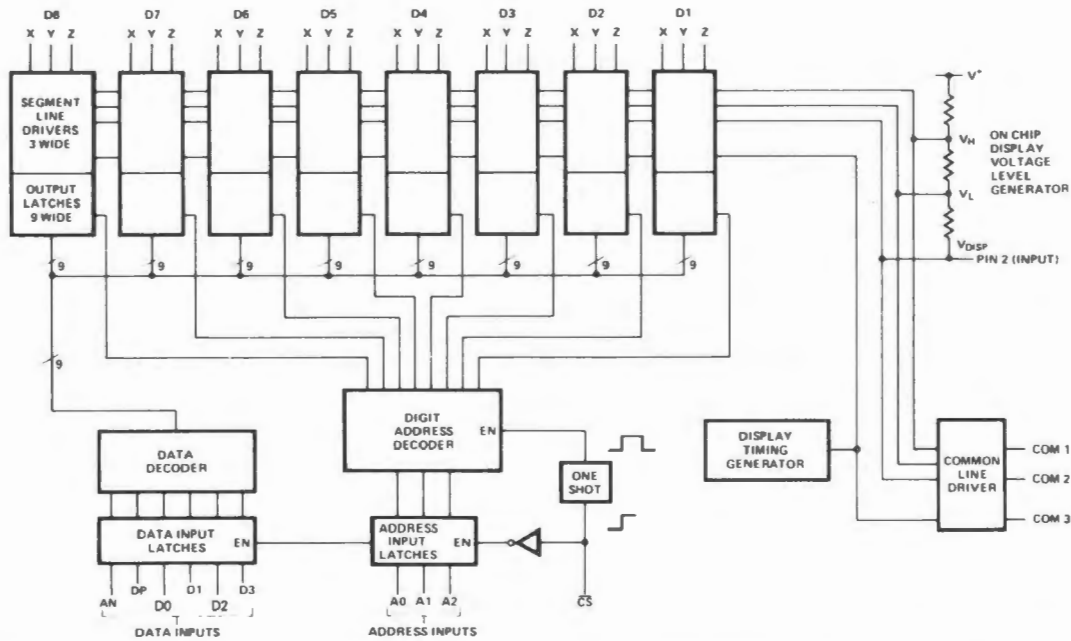 D8 D7 D6 D5 D4 D3 D2 D1
X Y Z X Y Z X Y Z X Y Z X Y Z X Y Z X Y Z X Y Z
SEGMENT
LINE
DRIVERS
3 WIDE
OUTPUT
LATCHES
9 WIDE
V+
VH
ON CHIP
DISPLAY
VOLTAGE
LEVEL
GENERATOR
VL
VDISP
PIN 2 (INPUT)
9 9 9 9 9 9 9 9
9
DIGIT
ADDRESS
DECODER
EN
ONE
SHOT
DATA
DECODER
DISPLAY
TIMING
GENERATOR
COMMON
LINE
DRIVER
COM 1
COM 2
COM 3
DATA INPUT
LATCHES
EN
ADDRESS
INPUT
LATCHES
EN
AN DP D0 D1 D2 D3
DATA INPUTS
A0 A1 A2
ADDRESS INPUTS
C̅S̅